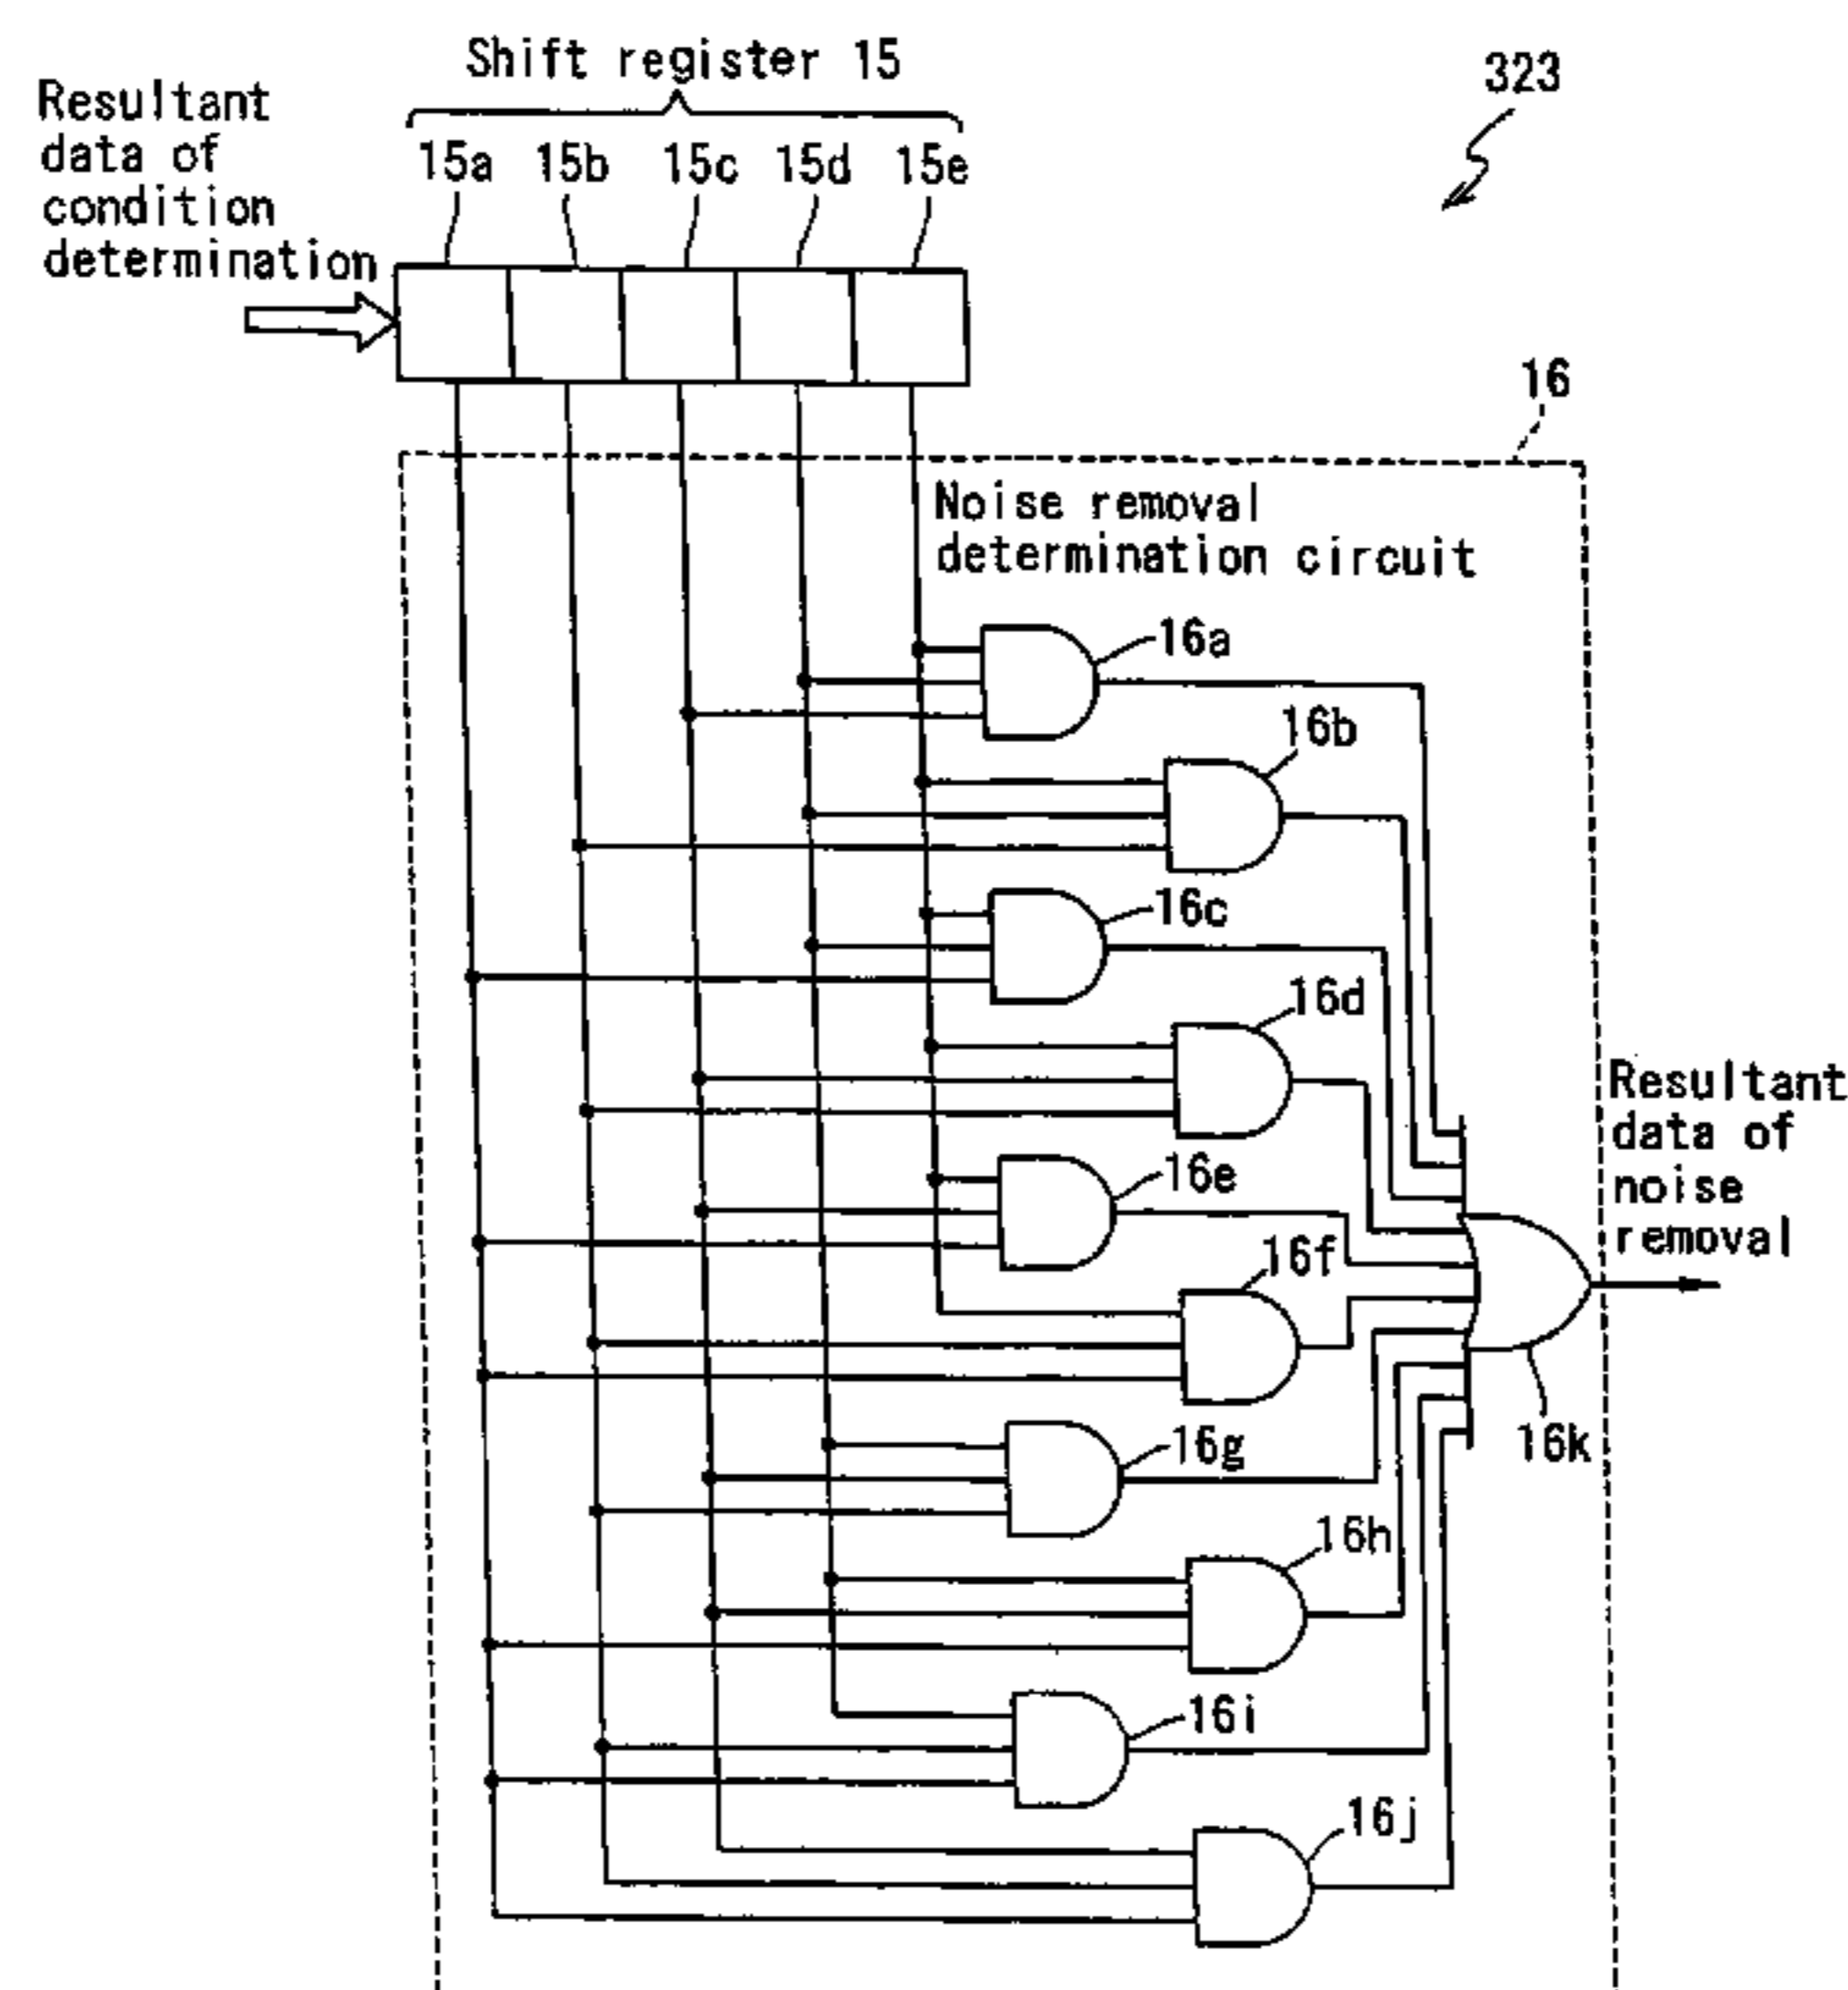 Shift register 15
323
Resultant
data of
condition
determination
15a 15b 15c 15d 15e
16
Noise removal
determination circuit
16a
16b
16c
16d
Resultant
data of
noise
removal
16e
16f
16k
16g
16h
16i
16j